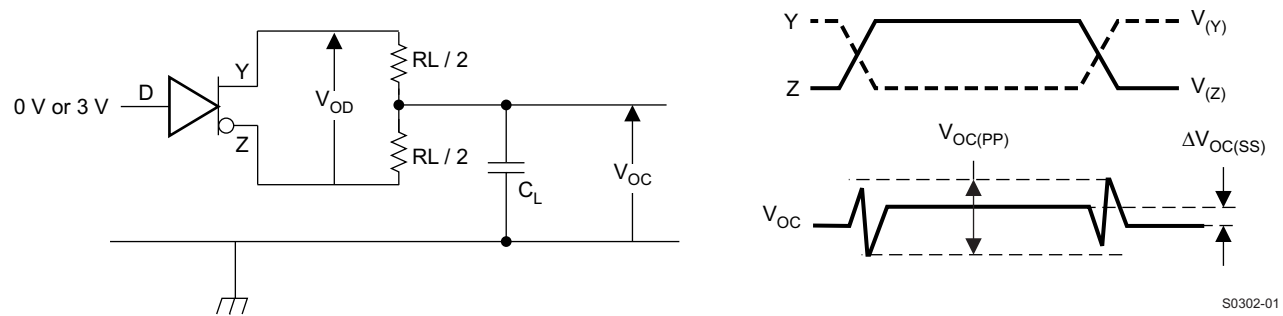 0 V or 3 V
D
Y
Z
V_OD
RL / 2
RL / 2
C_L
V_OC
Y
V_(Y)
Z
V_(Z)
V_OC(PP)
ΔV_OC(SS)
V_OC
S0302-01